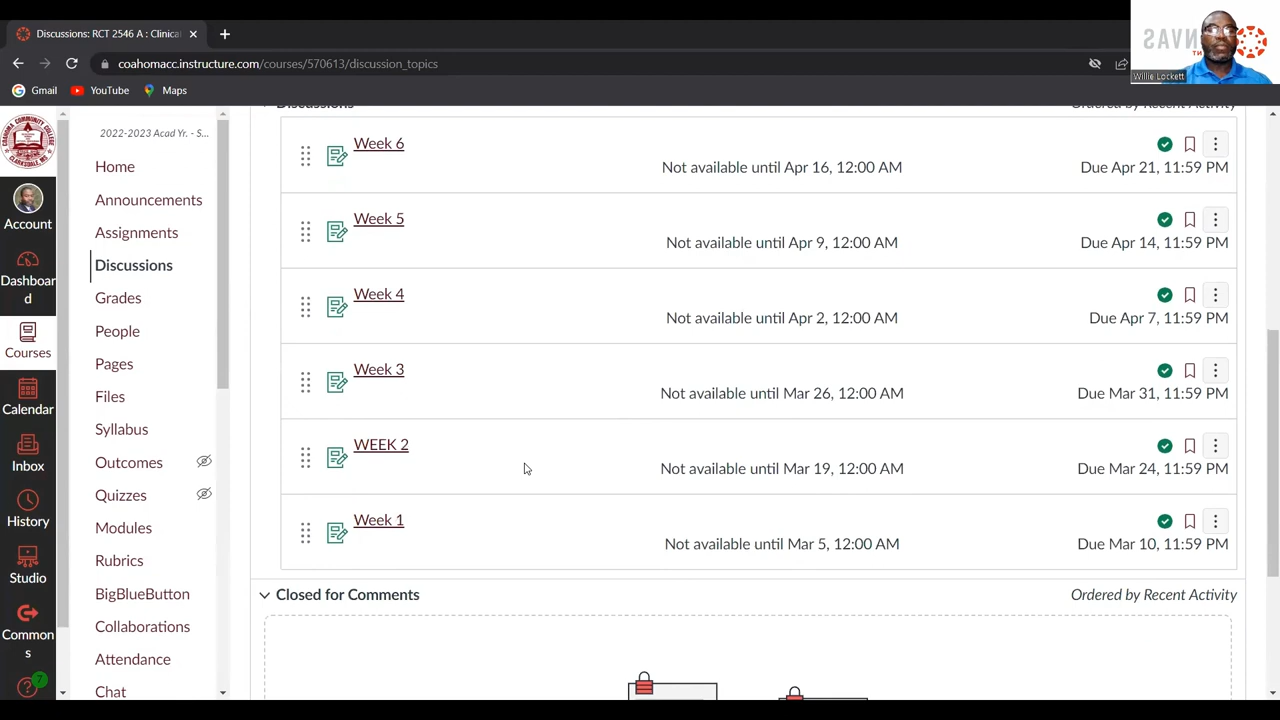 Discussions: RCT 2546 A : Clinica
coahomacc.instructure.com/courses/570613/discussion_topics
Gmail
YouTube
Maps
Willie Lockett
Account
Dashboar
d
Courses
Calendar
Inbox
History
Studio
Common
s
7
2022-2023 Acad Yr. - S...
Home
Announcements
Assignments
Discussions
Grades
People
Pages
Files
Syllabus
Outcomes
Quizzes
Modules
Rubrics
BigBlueButton
Collaborations
Attendance
Chat
Discussions
Ordered by Recent Activity
Week 6
Not available until Apr 16, 12:00 AM
Due Apr 21, 11:59 PM
Week 5
Not available until Apr 9, 12:00 AM
Due Apr 14, 11:59 PM
Week 4
Not available until Apr 2, 12:00 AM
Due Apr 7, 11:59 PM
Week 3
Not available until Mar 26, 12:00 AM
Due Mar 31, 11:59 PM
WEEK 2
Not available until Mar 19, 12:00 AM
Due Mar 24, 11:59 PM
Week 1
Not available until Mar 5, 12:00 AM
Due Mar 10, 11:59 PM
Closed for Comments
Ordered by Recent Activity